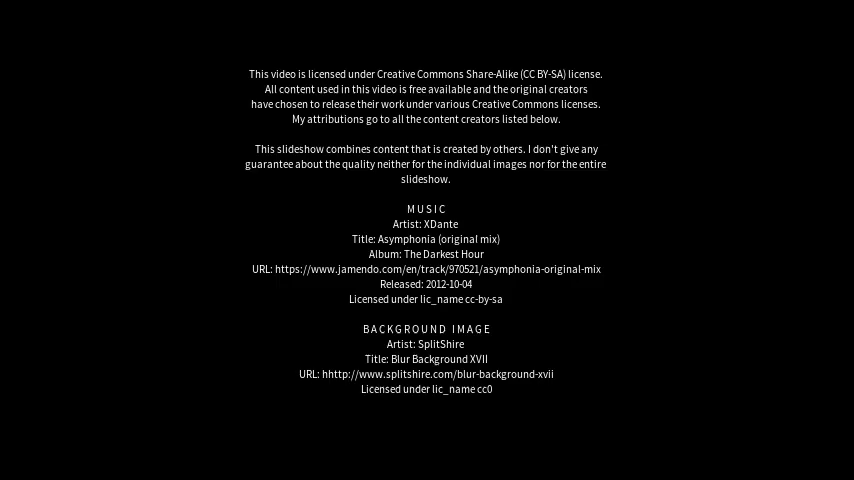 This video is licensed under Creative Commons Share-Alike (CC BY-SA) license.
All content used in this video is free available and the original creators
have chosen to release their work under various Creative Commons licenses.
My attributions go to all the content creators listed below.
This slideshow combines content that is created by others. I don't give any
guarantee about the quality neither for the individual images nor for the entire
slideshow.
MUSIC
Artist: XDante
Title: Asymphonia (original mix)
Album: The Darkest Hour
URL: https://www.jamendo.com/en/track/970521/asymphonia-original-mix
Released: 2012-10-04
Licensed under lic_name cc-by-sa
BACKGROUND IMAGE
Artist: SplitShire
Title: Blur Background XVII
URL: hhttp://www.splitshire.com/blur-background-xvii
Licensed under lic_name cc0